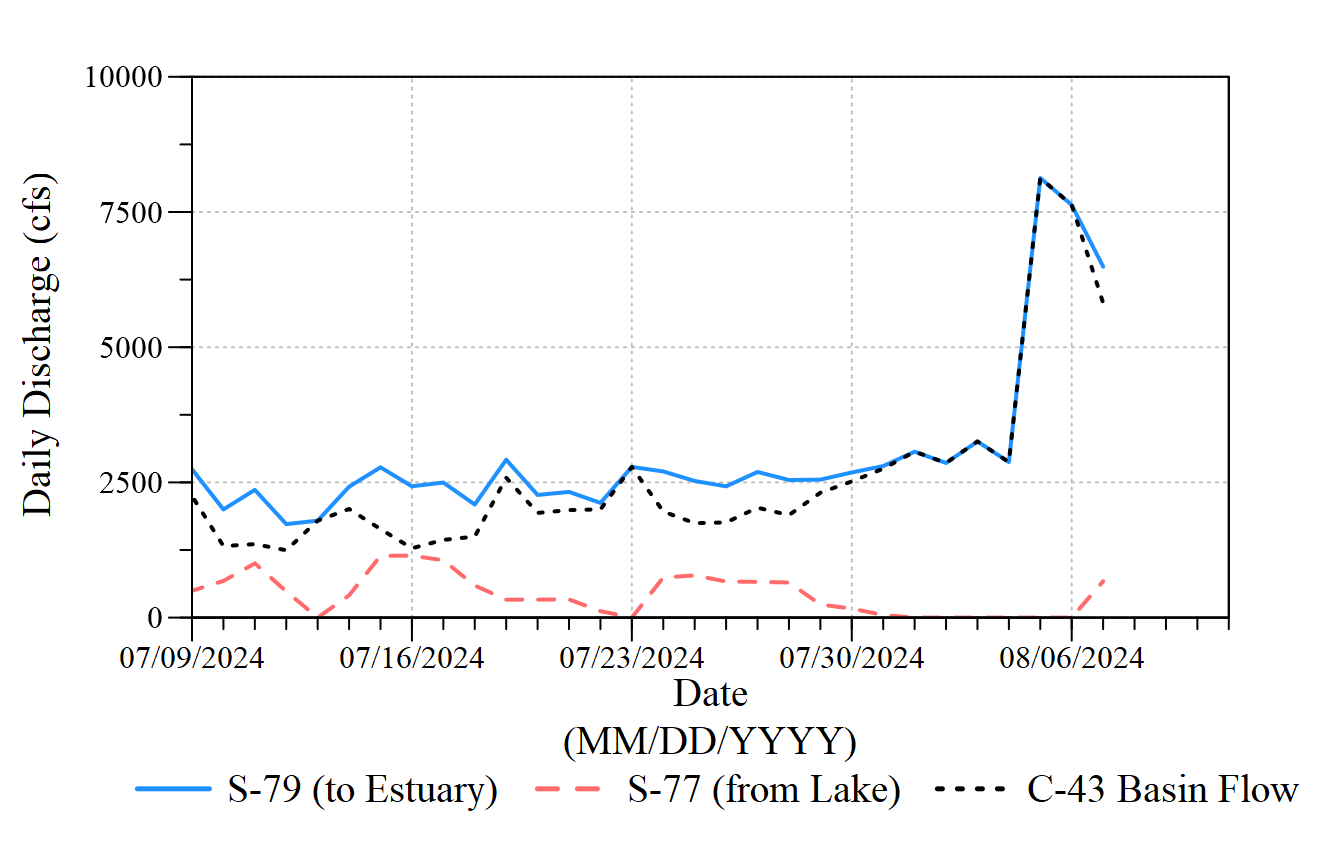 10000
7500
5000
2500
0
Daily Discharge (cfs)
07/09/2024 07/16/2024 07/23/2024 07/30/2024 08/06/2024
Date
(MM/DD/YYYY)
S-79 (to Estuary) S-77 (from Lake) C-43 Basin Flow